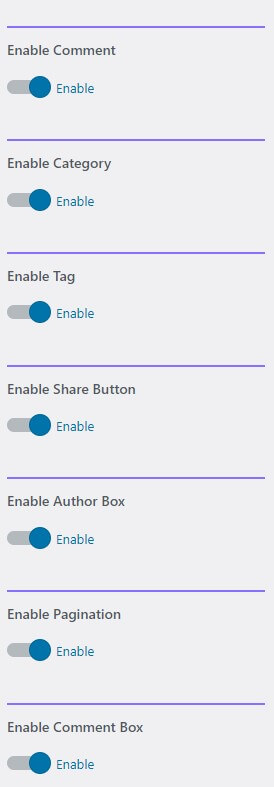 Enable Comment
Enable
Enable Category
Enable
Enable Tag
Enable
Enable Share Button
Enable
Enable Author Box
Enable
Enable Pagination
Enable
Enable Comment Box
Enable